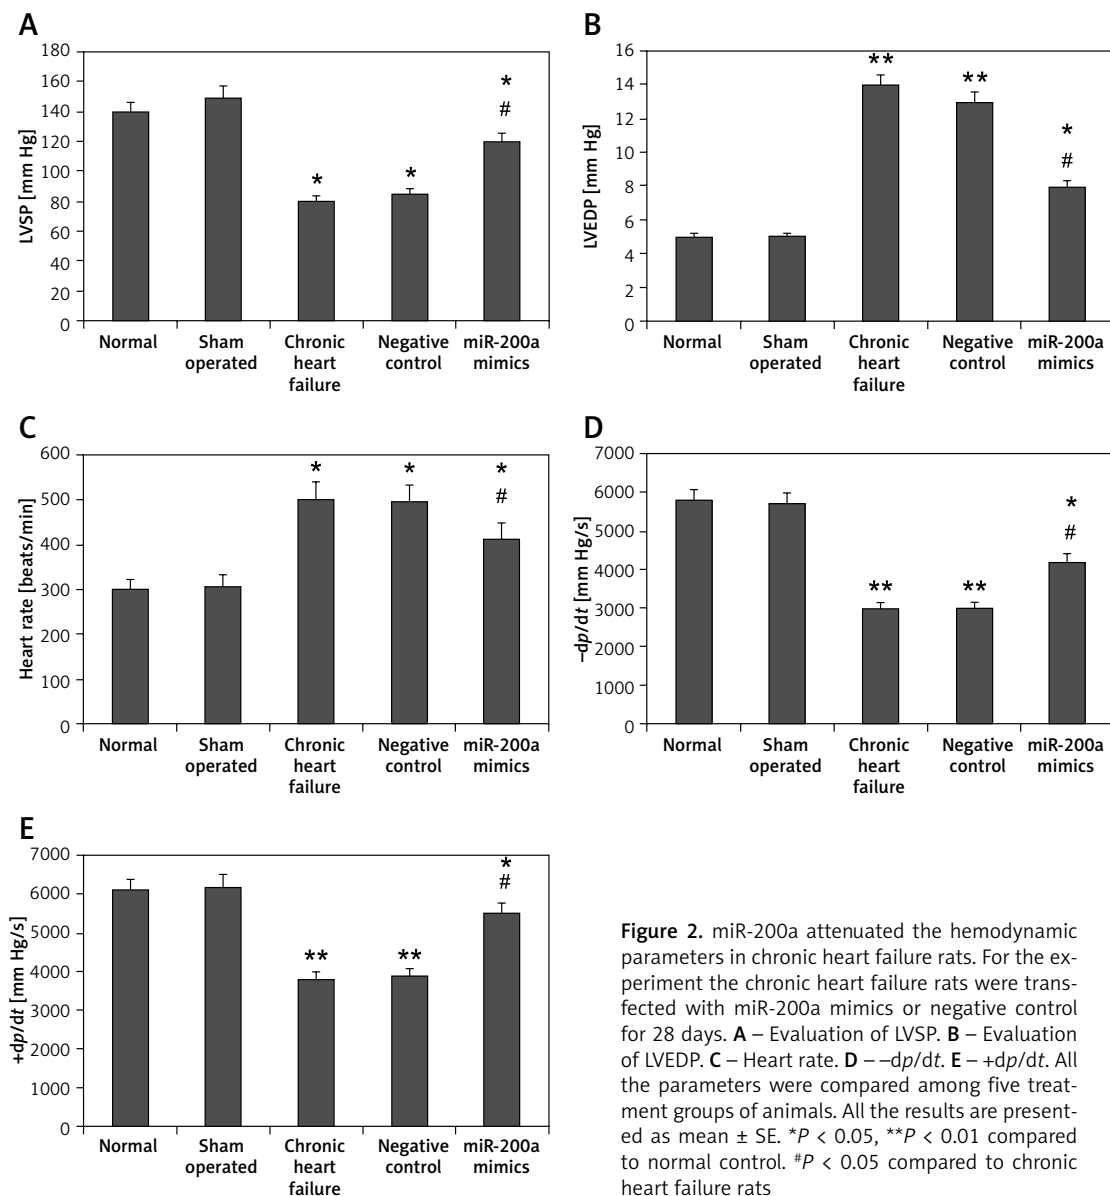 A
LVSP [mm Hg]
180
160
140
120
100
80
60
40
20
0
*
*
*
#
Normal
Sham
operated
Chronic
heart
failure
Negative
control
miR-200a
mimics
B
LVEDP [mm Hg]
16
14
12
10
8
6
4
2
0
**
**
*
#
Normal
Sham
operated
Chronic
heart
failure
Negative
control
miR-200a
mimics
C
Heart rate [beats/min]
600
500
400
300
200
100
0
*
*
*
#
Normal
Sham
operated
Chronic
heart
failure
Negative
control
miR-200a
mimics
D
–dp/dt [mm Hg/s]
7000
6000
5000
4000
3000
2000
1000
0
**
**
*
#
Normal
Sham
operated
Chronic
heart
failure
Negative
control
miR-200a
mimics
E
+dp/dt [mm Hg/s]
7000
6000
5000
4000
3000
2000
1000
0
**
**
*
#
Normal
Sham
operated
Chronic
heart
failure
Negative
control
miR-200a
mimics
Figure 2. miR-200a attenuated the hemodynamic
parameters in chronic heart failure rats. For the ex-
periment the chronic heart failure rats were trans-
fected with miR-200a mimics or negative control
for 28 days. A – Evaluation of LVSP. B – Evaluation
of LVEDP. C – Heart rate. D – –dp/dt. E – +dp/dt. All
the parameters were compared among five treat-
ment groups of animals. All the results are present-
ed as mean ± SE. *P < 0.05, **P < 0.01 compared
to normal control. #P < 0.05 compared to chronic
heart failure rats